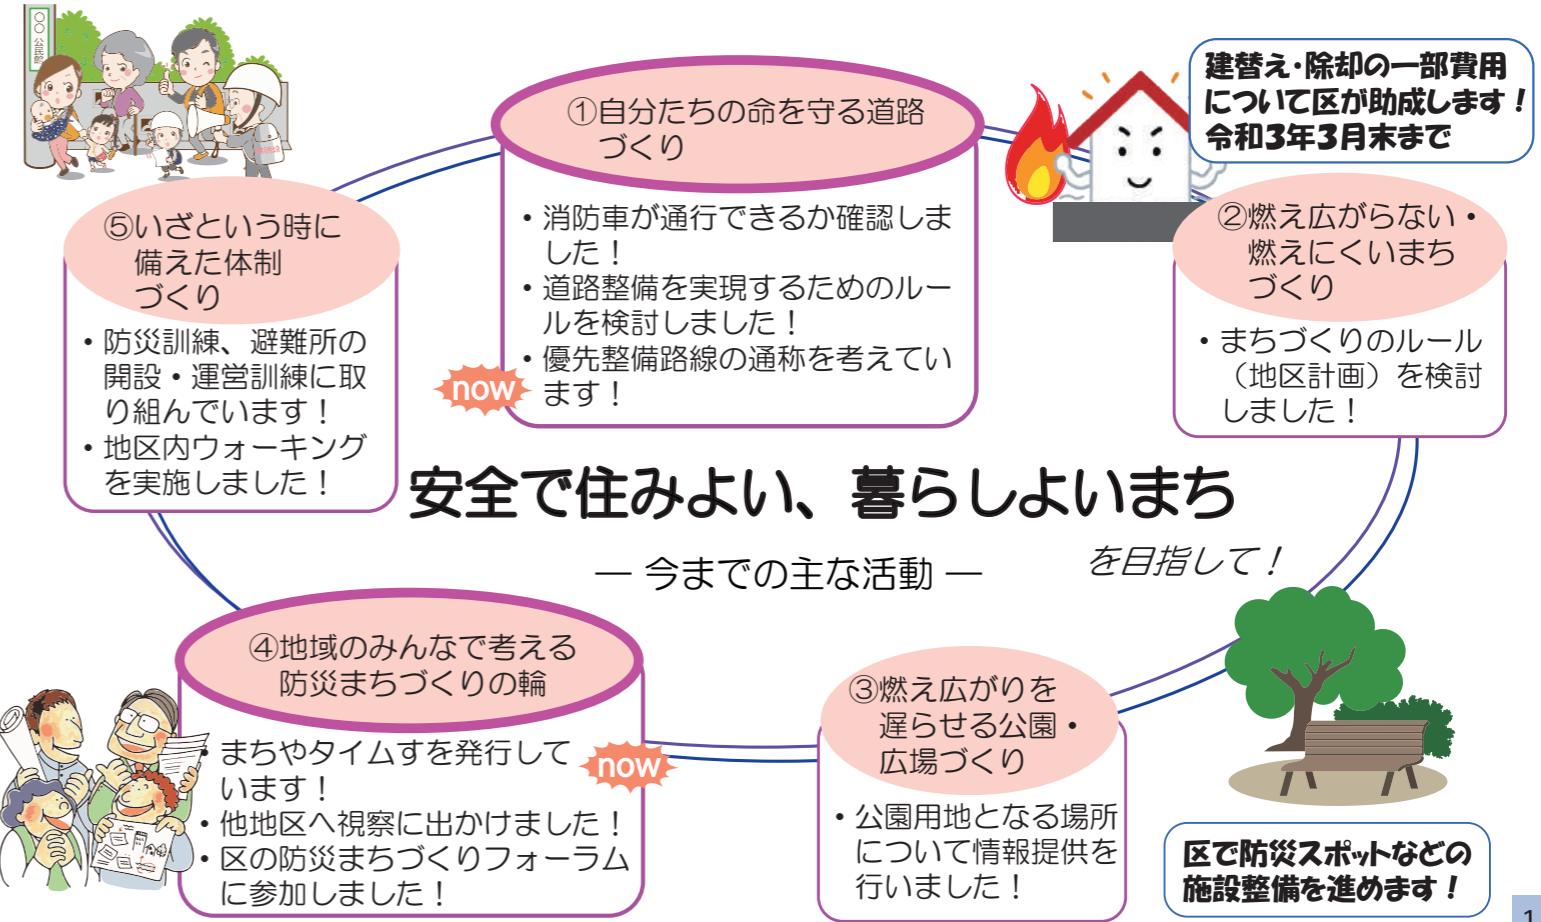 〇〇公民館
①自分たちの命を守る道路
づくり
・消防車が通行できるか確認しま
した！
・道路整備を実現するためのルー
ルを検討しました！
・優先整備路線の通称を考えてい
ます！
now
建替え・除却の一部費用
について区が助成します！
令和3年3月末まで
②燃え広がらない・
燃えにくいまち
づくり
・まちづくりのルール
（地区計画）を検討
しました！
⑤いざという時に
備えた体制
づくり
・防災訓練、避難所の
開設・運営訓練に取
り組んでいます！
・地区内ウォーキング
を実施しました！
安全で住みよい、暮らしよいまち
を目指して！
― 今までの主な活動 ―
④地域のみんなで考える
防災まちづくりの輪
・まちやタイムすを発行して
います！
now
・他地区へ視察に出かけました！
・区の防災まちづくりフォーラム
に参加しました！
③燃え広がりを
遅らせる公園・
広場づくり
・公園用地となる場所
について情報提供を
行いました！
区で防災スポットなどの
施設整備を進めます！
1